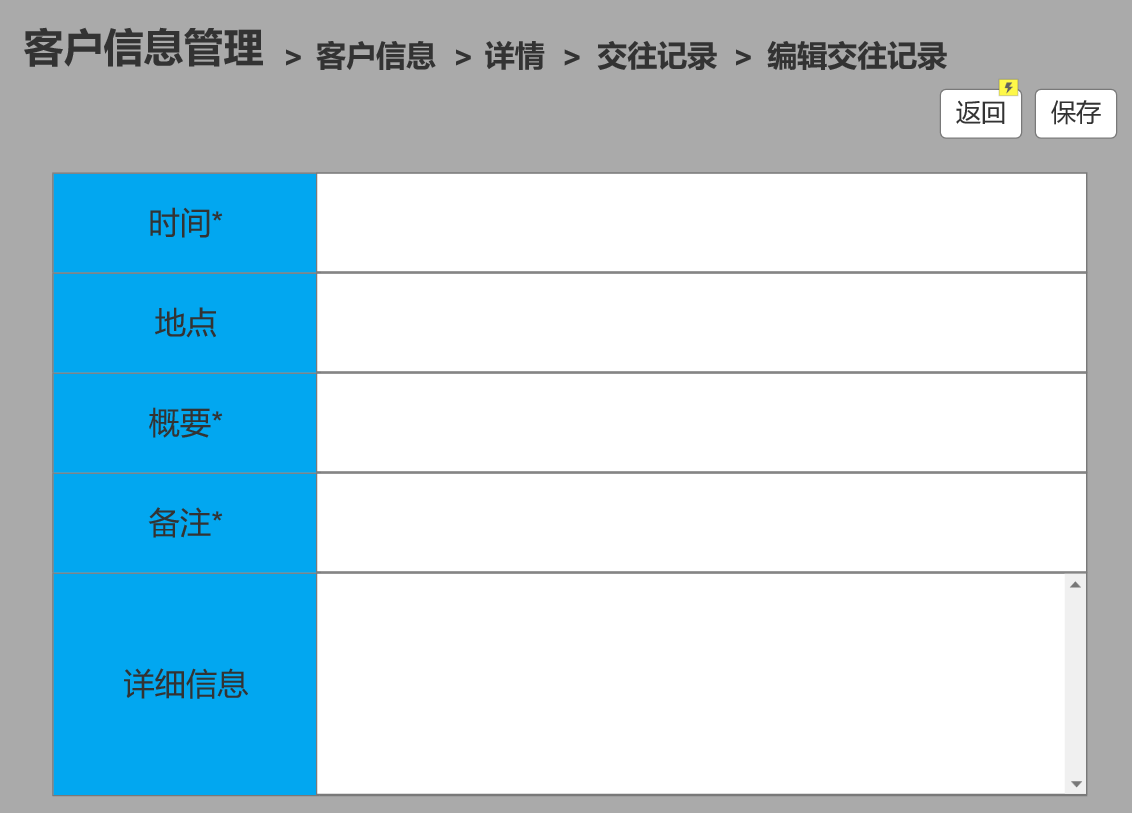 客户信息管理 > 客户信息 > 详情 > 交往记录 > 编辑交往记录
返回 保存
时间*
地点
概要*
备注*
详细信息